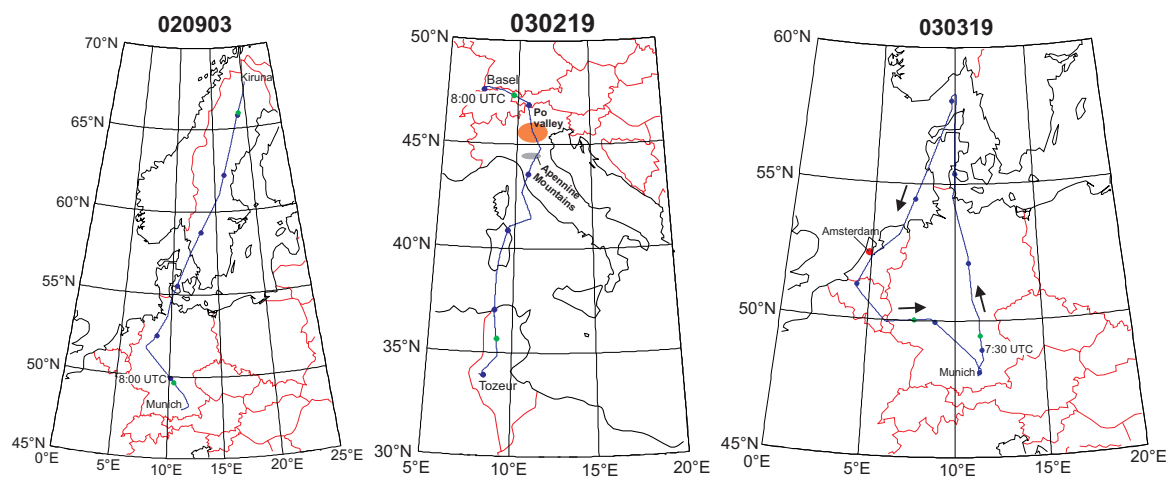 020903
70°N
65°N
60°N
55°N
50°N
45°N
0°E
5°E
10°E
15°E
20°E
25°E
Kiruna
8:00 UTC
Munich
030219
50°N
45°N
40°N
35°N
30°N
5°E
10°E
15°E
20°E
Basel
8:00 UTC
Po
valley
Apennine
Mountains
Tozeur
030319
60°N
55°N
50°N
45°N
0°E
5°E
10°E
15°E
20°E
Amsterdam
7:30 UTC
Munich